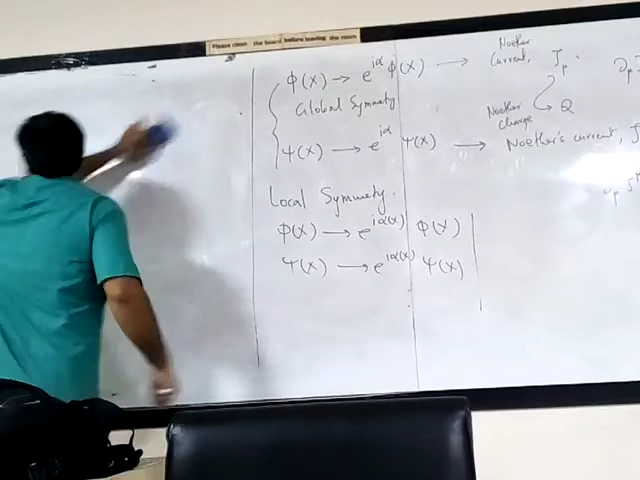 Please clean the board before leaving the room
φ(x) → e^{iα} φ(x) → Noether Current, J_μ .
Global Symmetry
Noether Charge Q
ψ(x) → e^{iα} ψ(x) → Noether's current, J
Local Symmetry.
φ(x) → e^{iα(x)} φ(x)
ψ(x) → e^{iα(x)} ψ(x)